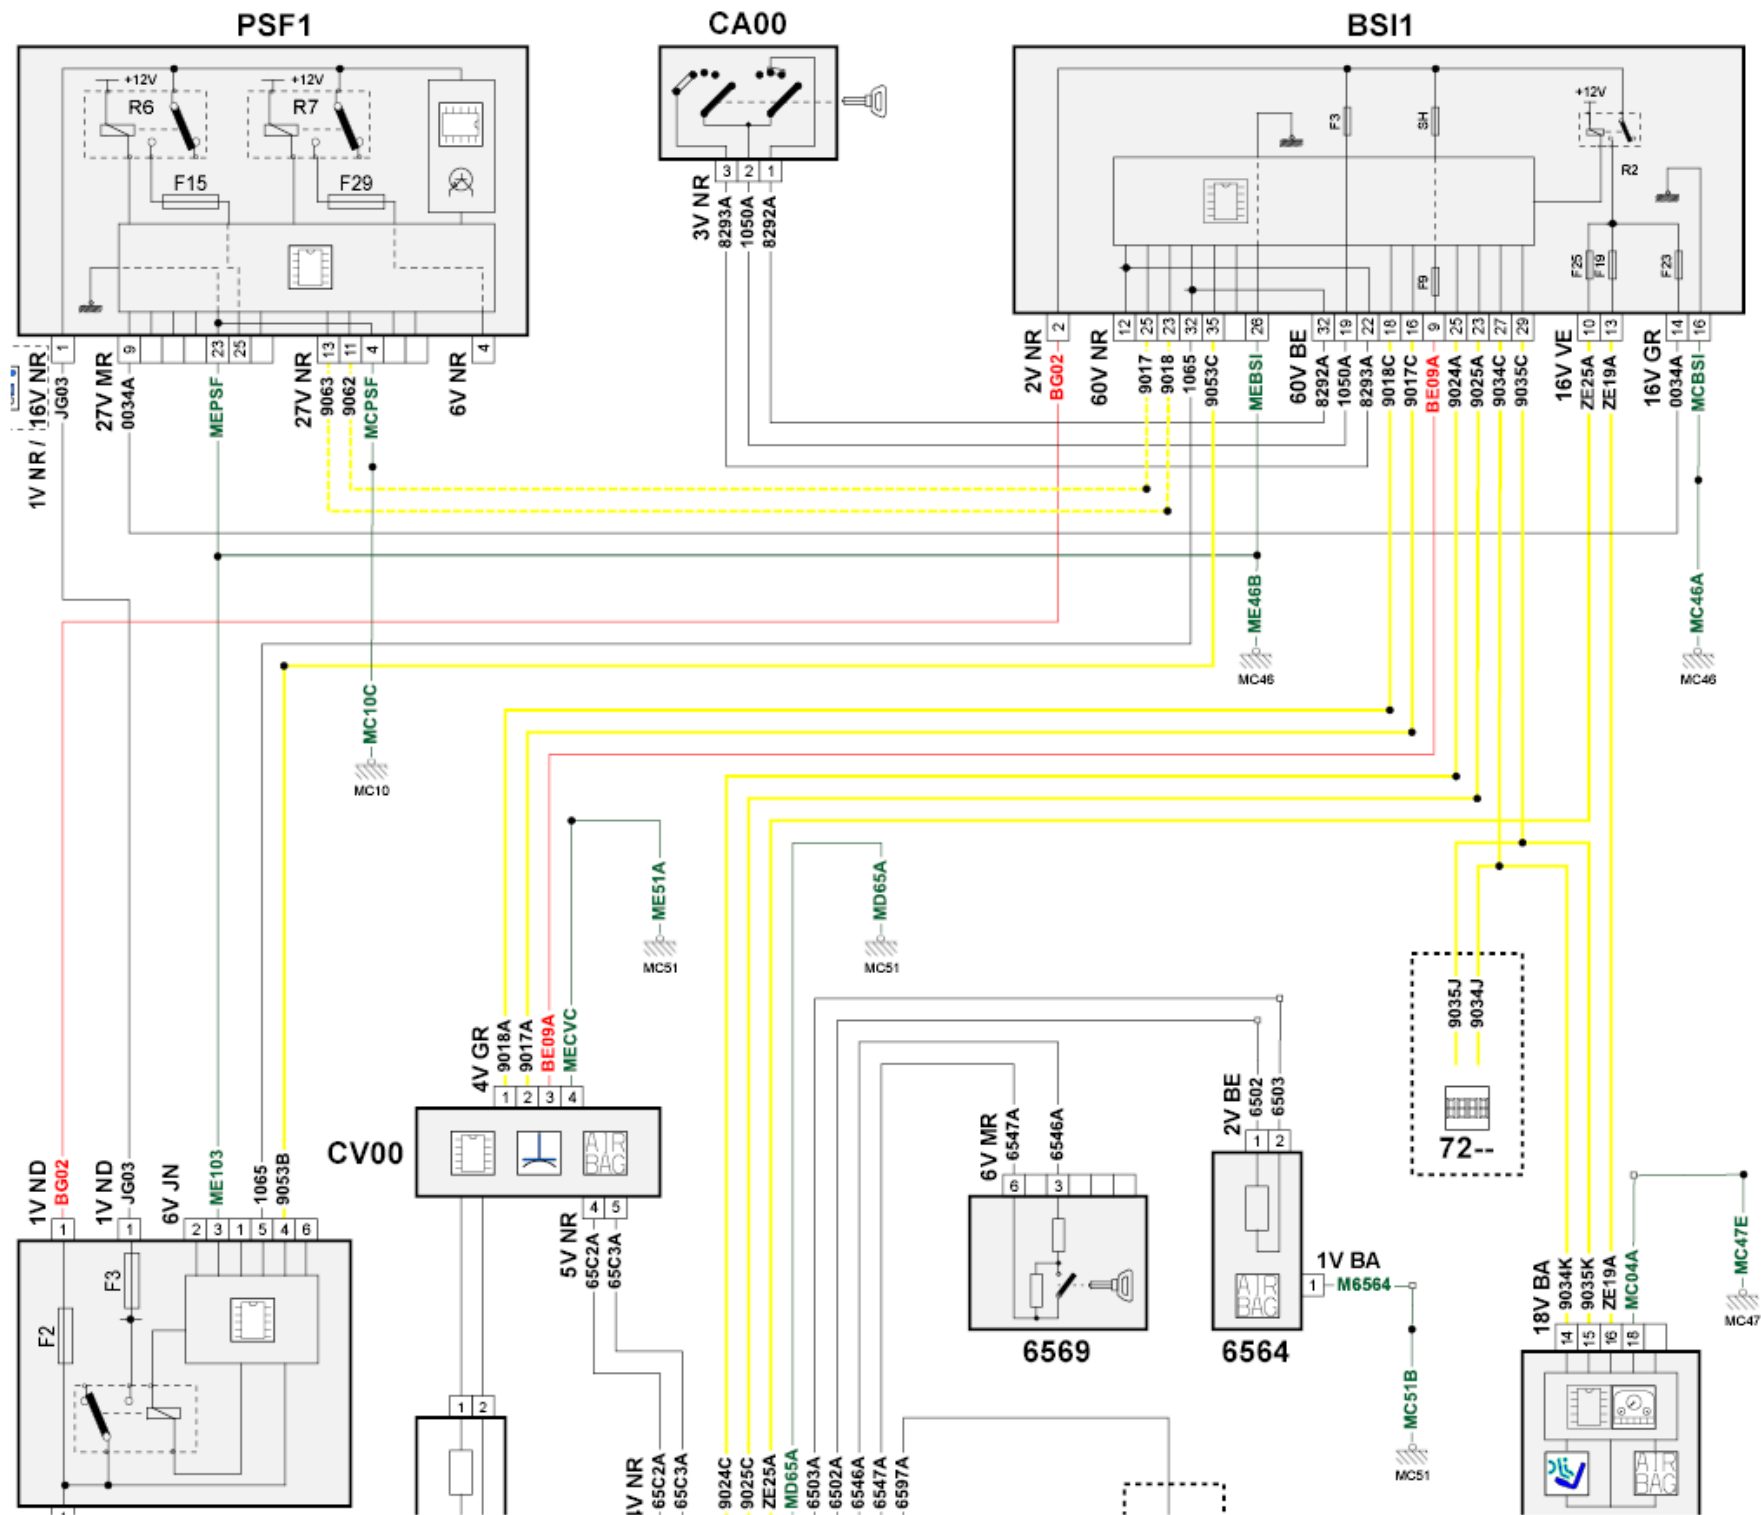 PSF1
CA00
BSI1
+12V
R6
+12V
R7
F15
F29
F3
SH
+12V
R2
F9
F25
F19
F23
3 2 1
3V NR
8293A
1050A
8292A
1
9
23 25
13 11 4
4
1V NR / 16V NR
JG03
27V MR
0034A
MEPSF
27V NR
9063
9062
MCPSF
6V NR
2
12 25 23 32 35 26
32 19 22 18 16 9 25 23 27 29
10 13
14 16
2V NR
BG02
60V NR
9017
9018
1065
9053C
MEBSI
60V BE
8292A
1050A
8293A
9018C
9017C
BE09A
9024A
9025A
9034C
9035C
16V VE
ZE25A
ZE19A
16V GR
0034A
MCBSI
ME46B
MC46
MC46A
MC46
MC10C
MC10
ME51A
MC51
MD65A
MC51
4V GR
9018A
9017A
BE09A
MECVC
1 2 3 4
CV00
AIR
BAG
4 5
5V NR
65C2A
65C3A
1 2
9035J
9034J
72--
6V MR
6547A
6546A
6 3
6569
2V BE
6502
6503
1 2
AIR
BAG
6564
1V BA
1
M6564
MC51B
MC51
1V ND
BG02
1V ND
JG03
6V JN
ME103
1065
9053B
1
1
2 3 1 5 4 6
F3
F2
18V BA
9034K
9035K
ZE19A
MC04A
MC47E
MC47
14 15 16 18
AIR
BAG
4V NR
65C2A
65C3A
9024C
9025C
ZE25A
MD65A
6503A
6502A
6546A
6547A
6597A